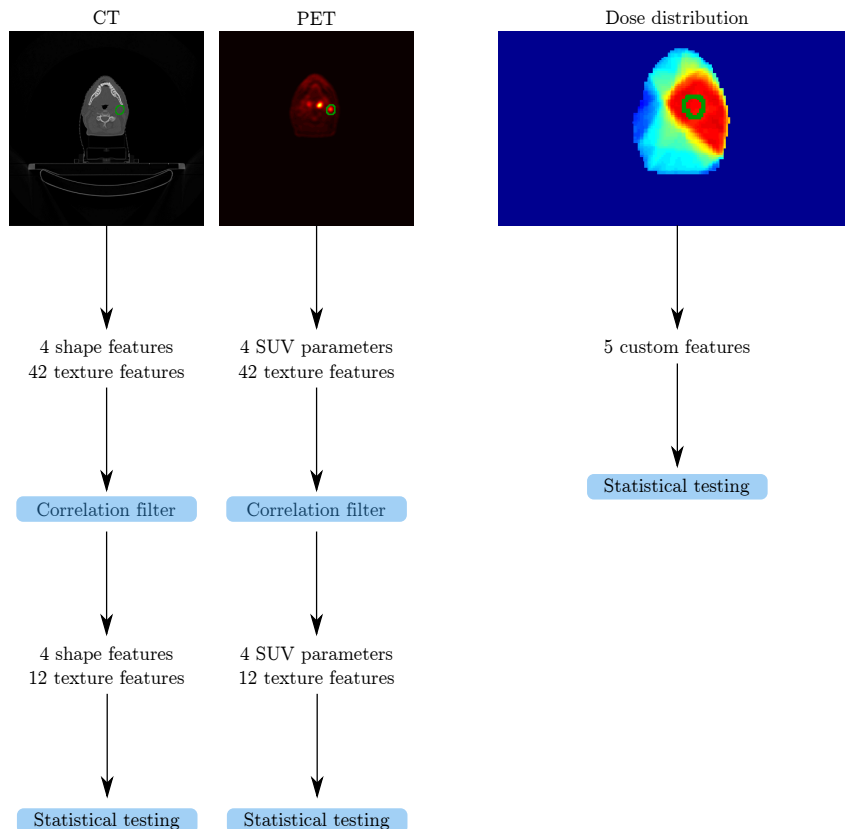 CT
PET
Dose distribution
4 shape features
42 texture features
4 SUV parameters
42 texture features
5 custom features
Statistical testing
Correlation filter
Correlation filter
4 shape features
12 texture features
4 SUV parameters
12 texture features
Statistical testing
Statistical testing